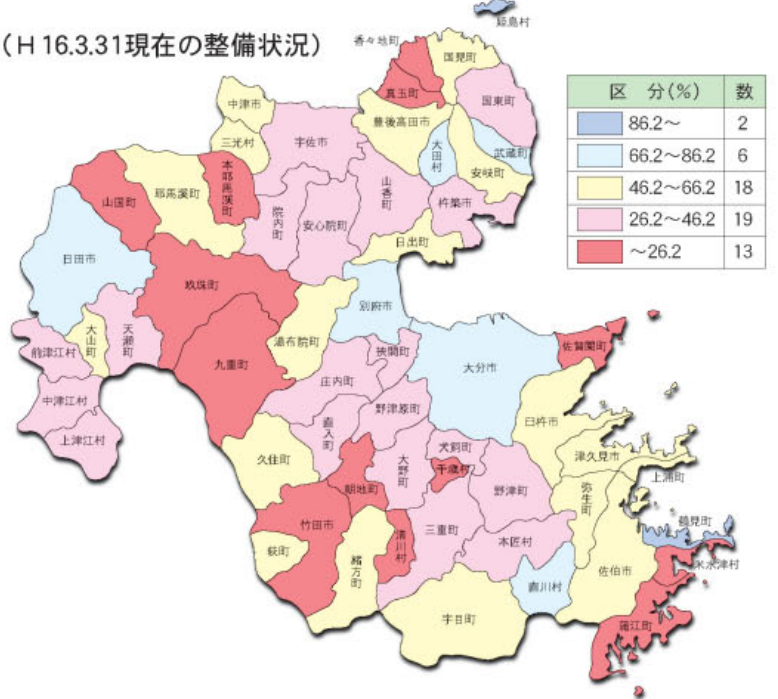 姫島村
(H 16.3.31現在の整備状況)
香々地町
国見町
真玉町
国東町
中津市
豊後高田市
三光村
宇佐市
大田村
武蔵町
安岐町
本耶馬溪町
耶馬溪町
山国町
山香町
杵築市
院内町
安心院町
日出町
日田市
玖珠町
別府市
大山町
天瀬町
前津江村
湯布院町
挾間町
佐賀関町
九重町
大分市
庄内町
中津江村
野津原町
臼杵市
上津江村
直入町
久住町
大野町
犬飼町
千歳村
津久見市
上浦町
朝地町
野津町
弥生町
竹田市
清川村
三重町
鶴見町
荻町
緒方町
本匠村
佐伯市
米水津村
直川村
宇目町
蒲江町
区 分(%) 数
86.2~ 2
66.2~86.2 6
46.2~66.2 18
26.2~46.2 19
~26.2 13